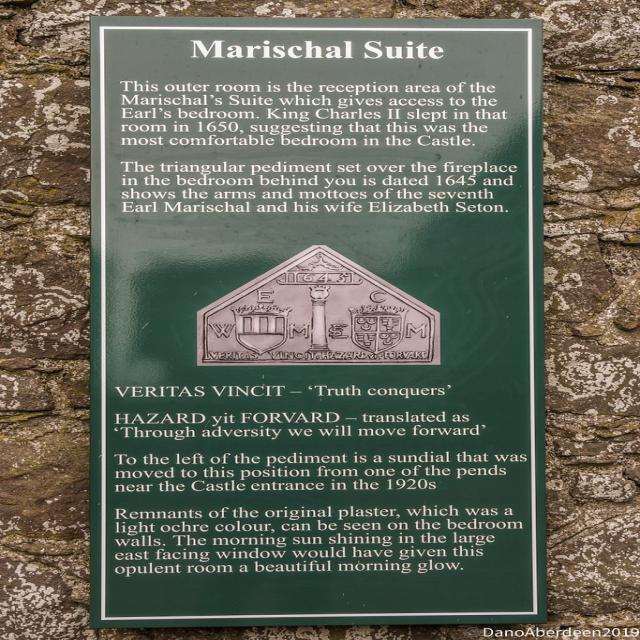 Marischal Suite
This outer room is the reception area of the
Marischal's Suite which gives access to the
Earl's bedroom. King Charles II slept in that
room in 1650, suggesting that this was the
most comfortable bedroom in the Castle.
The triangular pediment set over the fireplace
in the bedroom behind you is dated 1645 and
shows the arms and mottoes of the seventh
Earl Marischal and his wife Elizabeth Seton.
1645
E C
W M E M
VERITAS VINCIT HAZARD
VERITAS VINCIT – 'Truth conquers'
HAZARD yit FORVARD – translated as
'Through adversity we will move forward'
To the left of the pediment is a sundial that was
moved to this position from one of the pends
near the Castle entrance in the 1920s
Remnants of the original plaster, which was a
light ochre colour, can be seen on the bedroom
walls. The morning sun shining in the large
east facing window would have given this
opulent room a beautiful morning glow.
DanoAberdeen2019